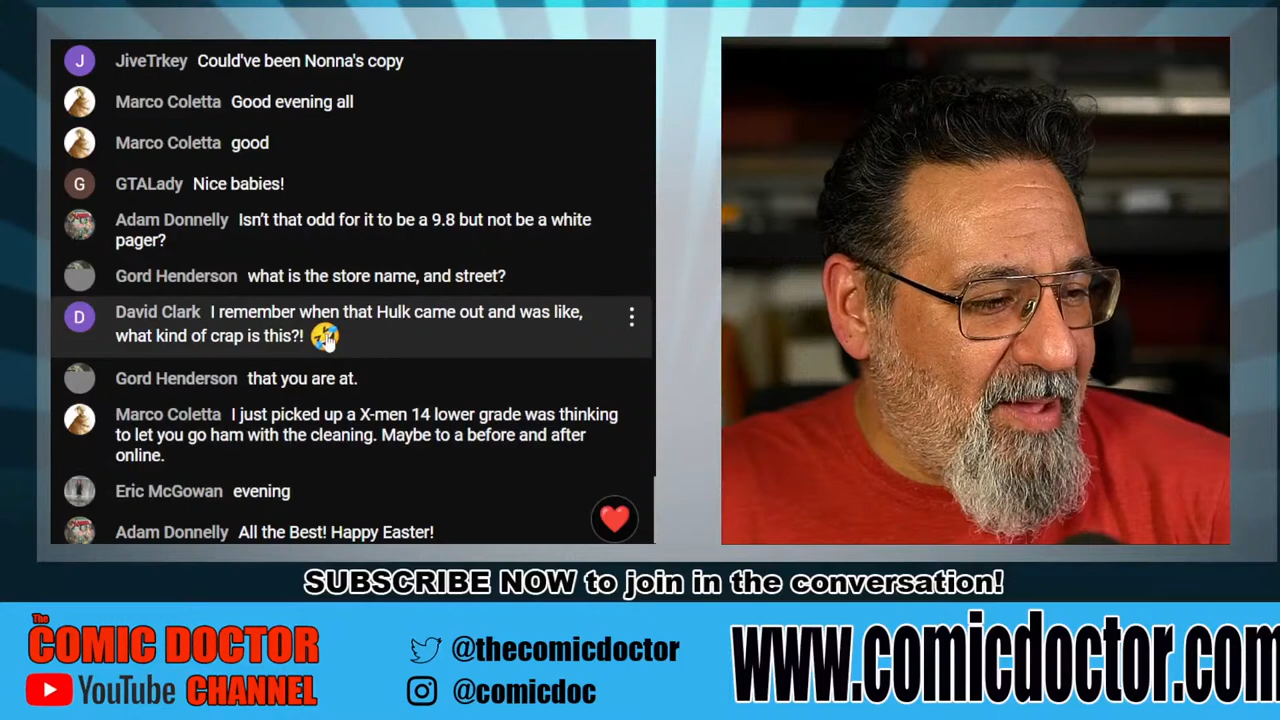 J JiveTrkey Could've been Nonna's copy
Marco Coletta Good evening all
Marco Coletta good
G GTALady Nice babies!
Adam Donnelly Isn't that odd for it to be a 9.8 but not be a white
pager?
Gord Henderson what is the store name, and street?
D David Clark I remember when that Hulk came out and was like,
what kind of crap is this?! 🤣
Gord Henderson that you are at.
Marco Coletta I just picked up a X-men 14 lower grade was thinking
to let you go ham with the cleaning. Maybe to a before and after
online.
Eric McGowan evening
Adam Donnelly All the Best! Happy Easter!
SUBSCRIBE NOW to join in the conversation!
The
COMIC DOCTOR
YouTube CHANNEL
@thecomicdoctor
@comicdoc
www.comicdoctor.com